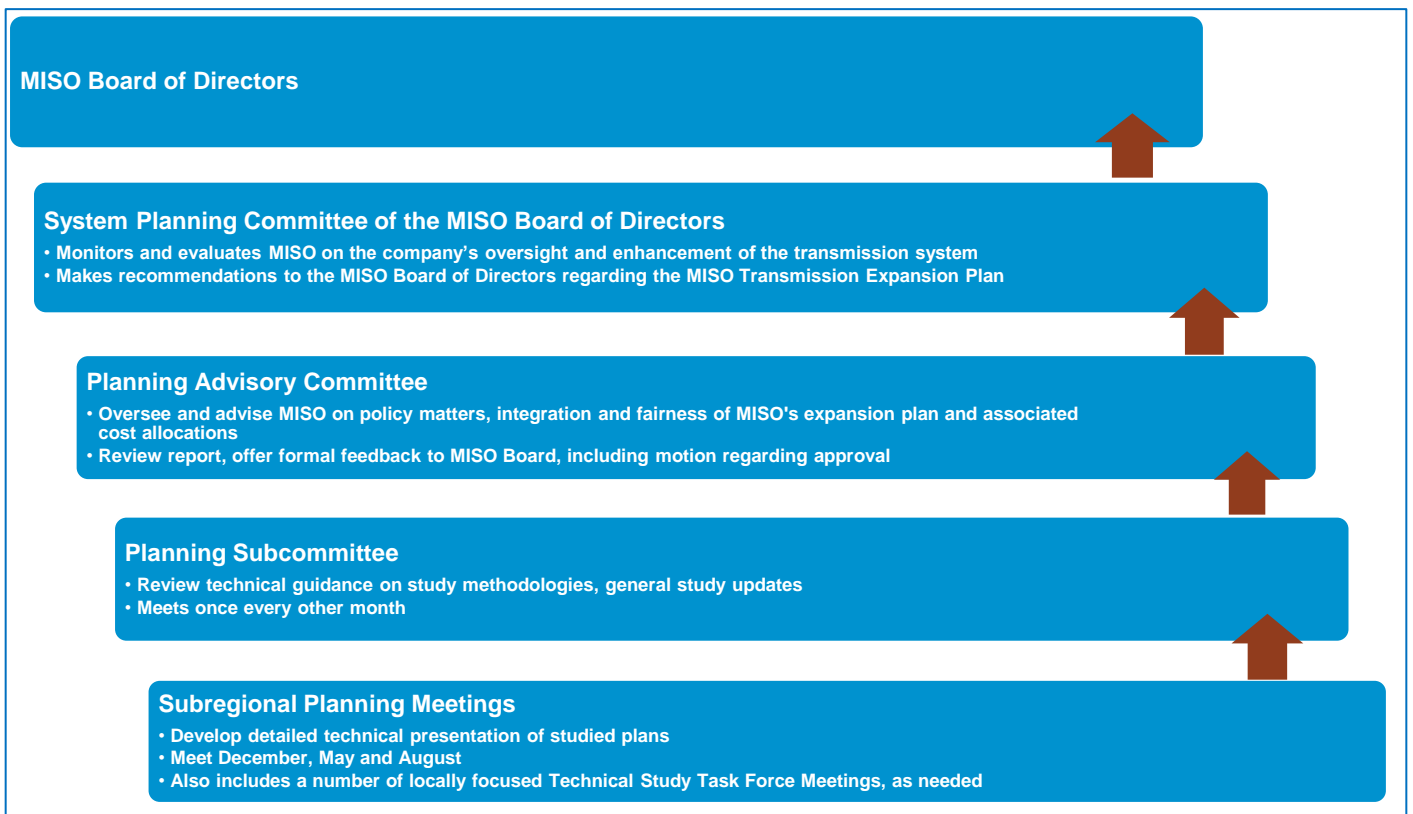 MISO Board of Directors
System Planning Committee of the MISO Board of Directors
• Monitors and evaluates MISO on the company’s oversight and enhancement of the transmission system
• Makes recommendations to the MISO Board of Directors regarding the MISO Transmission Expansion Plan
Planning Advisory Committee
• Oversee and advise MISO on policy matters, integration and fairness of MISO's expansion plan and associated
cost allocations
• Review report, offer formal feedback to MISO Board, including motion regarding approval
Planning Subcommittee
• Review technical guidance on study methodologies, general study updates
• Meets once every other month
Subregional Planning Meetings
• Develop detailed technical presentation of studied plans
• Meet December, May and August
• Also includes a number of locally focused Technical Study Task Force Meetings, as needed